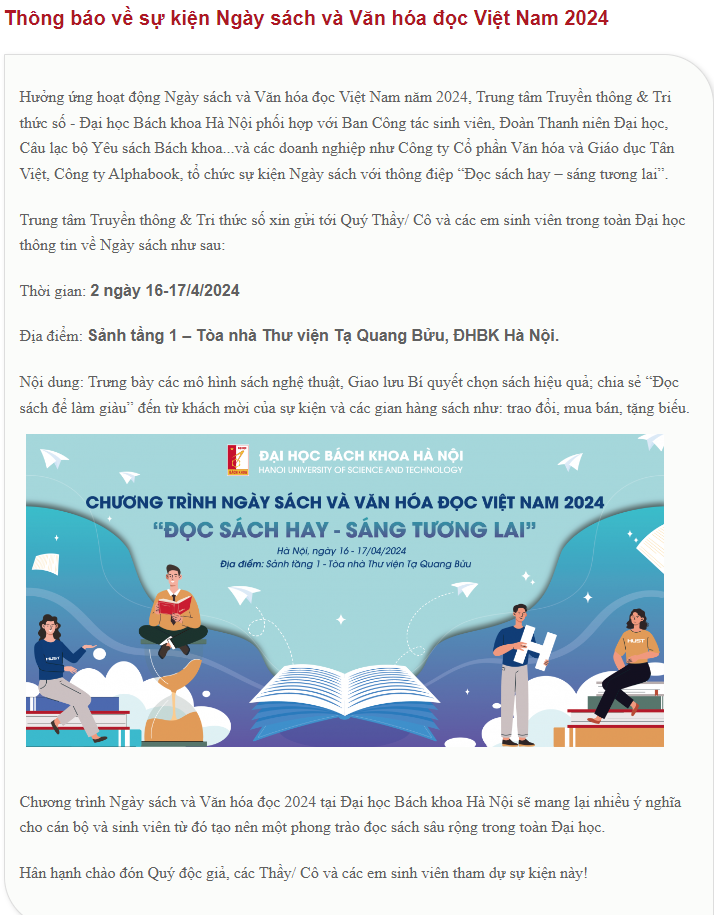 Thông báo về sự kiện Ngày sách và Văn hóa đọc Việt Nam 2024
Hưởng ứng hoạt động Ngày sách và Văn hóa đọc Việt Nam năm 2024, Trung tâm Truyền thông & Tri
thức số - Đại học Bách khoa Hà Nội phối hợp với Ban Công tác sinh viên, Đoàn Thanh niên Đại học,
Câu lạc bộ Yêu sách Bách khoa...và các doanh nghiệp như Công ty Cổ phần Văn hóa và Giáo dục Tân
Việt, Công ty Alphabook, tổ chức sự kiện Ngày sách với thông điệp “Đọc sách hay – sáng tương lai”.
Trung tâm Truyền thông & Tri thức số xin gửi tới Quý Thầy/ Cô và các em sinh viên trong toàn Đại học
thông tin về Ngày sách như sau:
Thời gian: 2 ngày 16-17/4/2024
Địa điểm: Sảnh tầng 1 – Tòa nhà Thư viện Tạ Quang Bửu, ĐHBK Hà Nội.
Nội dung: Trưng bày các mô hình sách nghệ thuật, Giao lưu Bí quyết chọn sách hiệu quả; chia sẻ “Đọc
sách để làm giàu” đến từ khách mời của sự kiện và các gian hàng sách như: trao đổi, mua bán, tặng biếu.
ĐẠI HỌC BÁCH KHOA HÀ NỘI
HANOI UNIVERSITY OF SCIENCE AND TECHNOLOGY
CHƯƠNG TRÌNH NGÀY SÁCH VÀ VĂN HÓA ĐỌC VIỆT NAM 2024
“ĐỌC SÁCH HAY - SÁNG TƯƠNG LAI”
Hà Nội, ngày 16 - 17/04/2024
Địa điểm: Sảnh tầng 1 - Tòa nhà Thư viện Tạ Quang Bửu
HUST
HUST
Chương trình Ngày sách và Văn hóa đọc 2024 tại Đại học Bách khoa Hà Nội sẽ mang lại nhiều ý nghĩa
cho cán bộ và sinh viên từ đó tạo nên một phong trào đọc sách sâu rộng trong toàn Đại học.
Hân hạnh chào đón Quý độc giả, các Thầy/ Cô và các em sinh viên tham dự sự kiện này!